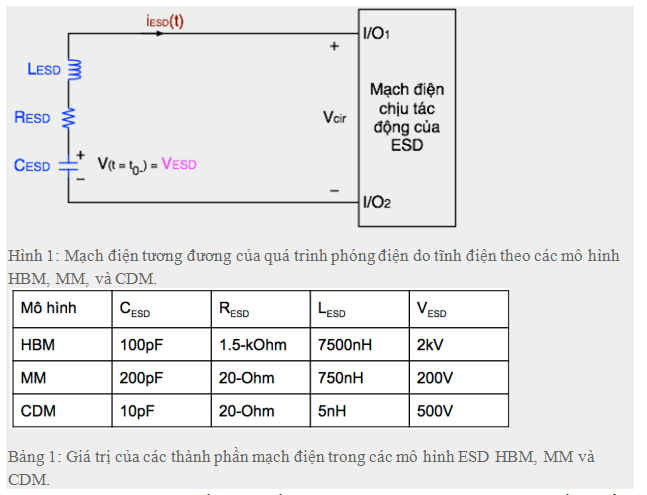 iESD(t)
I/O1
+
LESD
Mạch điện
chịu tác
động của
ESD
RESD
Vcir
CESD
+
−
V(t = t0-) = VESD
−
I/O2
Hình 1: Mạch điện tương đương của quá trình phóng điện do tĩnh điện theo các mô hình
HBM, MM, và CDM.
Mô hình CESD RESD LESD VESD
HBM 100pF 1.5-kOhm 7500nH 2kV
MM 200pF 20-Ohm 750nH 200V
CDM 10pF 20-Ohm 5nH 500V
Bảng 1: Giá trị của các thành phần mạch điện trong các mô hình ESD HBM, MM và
CDM.